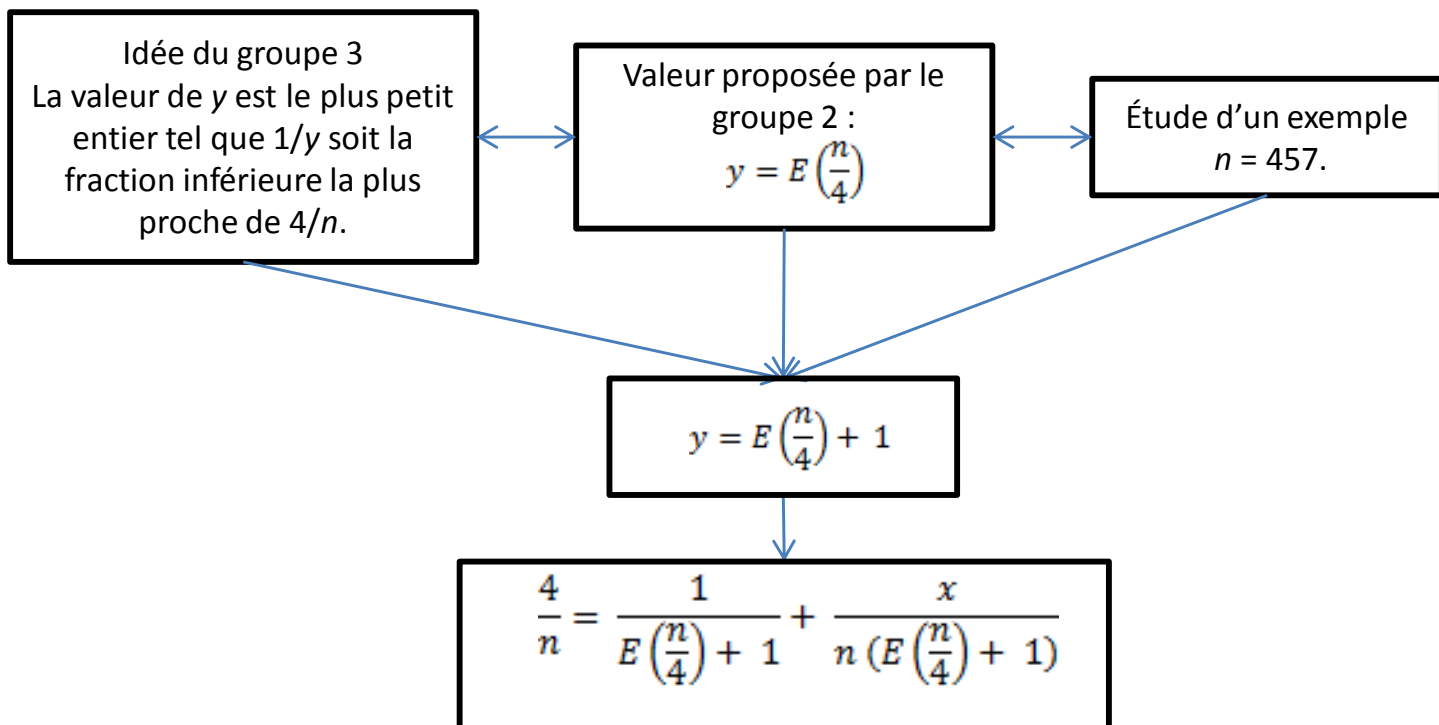 Idée du groupe 3
La valeur de y est le plus petit
entier tel que 1/y soit la
fraction inférieure la plus
proche de 4/n.
Valeur proposée par le
groupe 2 :
y = E(n/4)
Étude d’un exemple
n = 457.
y = E(n/4) + 1
4/n = 1/(E(n/4) + 1) + x/(n (E(n/4) + 1))